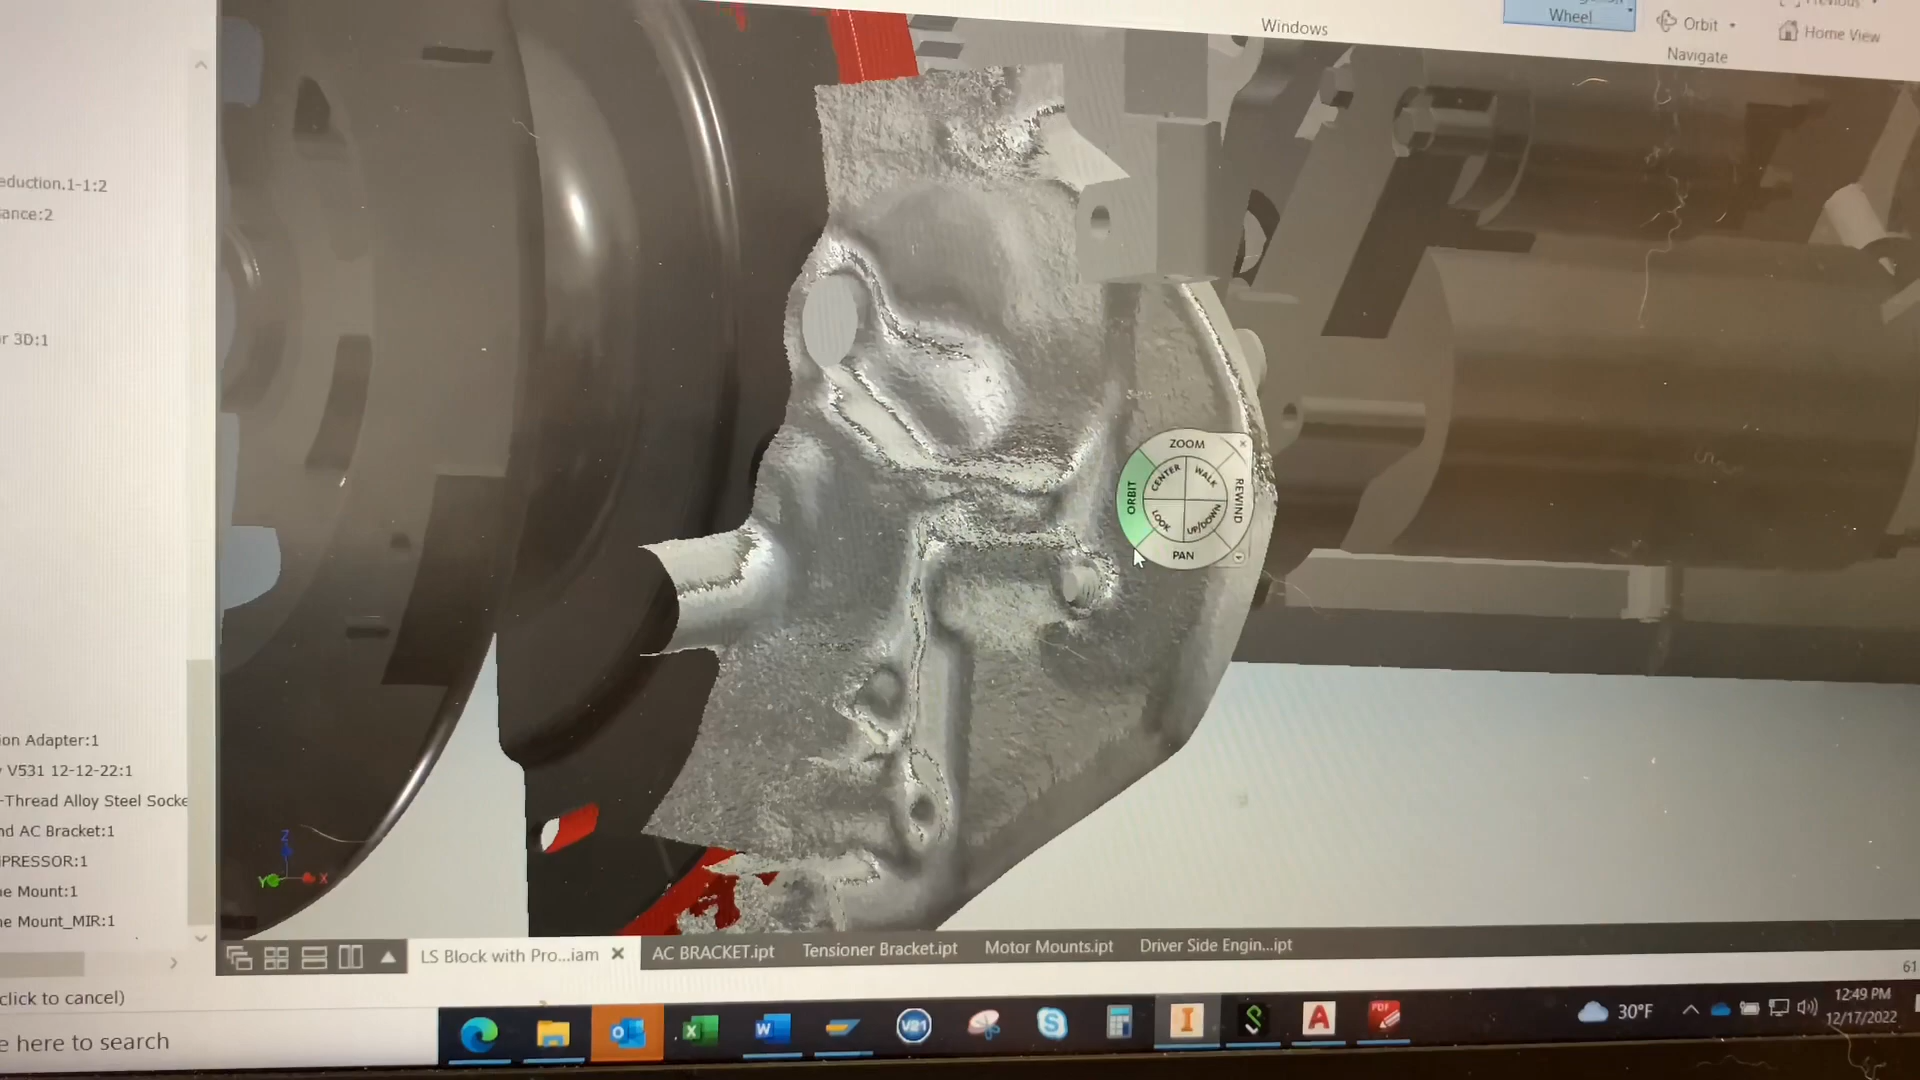 Windows
Wheel
Orbit
Home View
Navigate
eduction.1-1:2
ance:2
r 3D:1
ion Adapter:1
V531 12-12-22:1
-Thread Alloy Steel Socke
nd AC Bracket:1
PRESSOR:1
ne Mount:1
ne Mount_MIR:1
ZOOM
CENTER
WALK
ORBIT
REWIND
LOOK
UP/DOWN
PAN
Z
Y
X
LS Block with Pro...iam
AC BRACKET.ipt
Tensioner Bracket.ipt
Motor Mounts.ipt
Driver Side Engin...ipt
61
click to cancel)
e here to search
V21
PDF
30°F
12:49 PM
12/17/2022